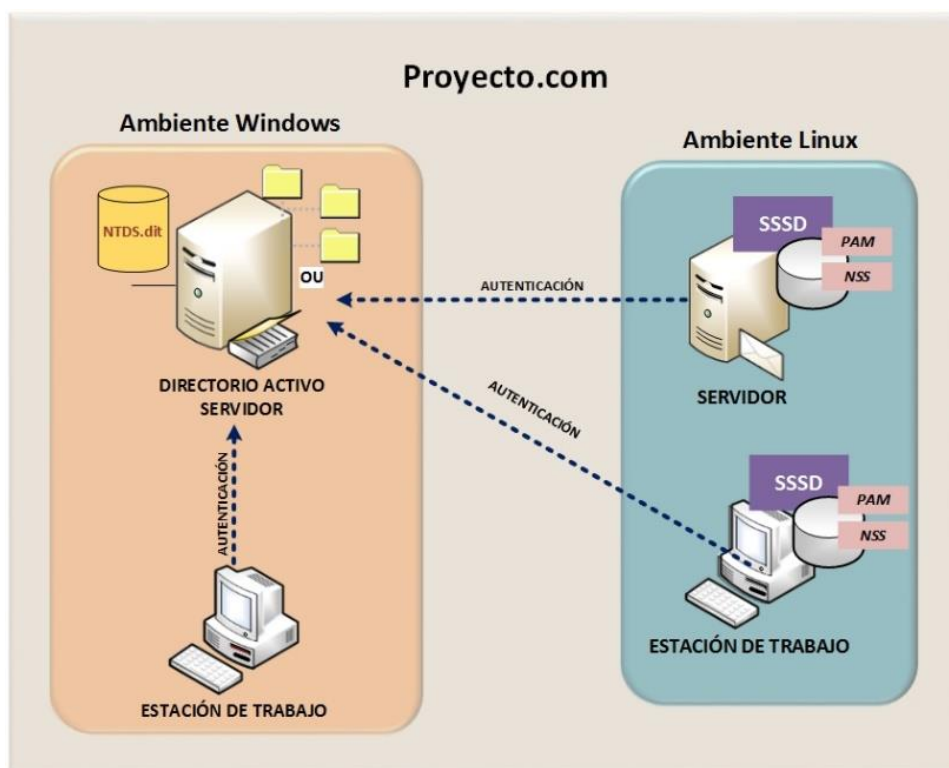 Proyecto.com
Ambiente Windows
NTDS.dit
OU
DIRECTORIO ACTIVO
SERVIDOR
AUTENTICACIÓN
ESTACIÓN DE TRABAJO
AUTENTICACIÓN
AUTENTICACIÓN
Ambiente Linux
SSSD
PAM
NSS
SERVIDOR
SSSD
PAM
NSS
ESTACIÓN DE TRABAJO